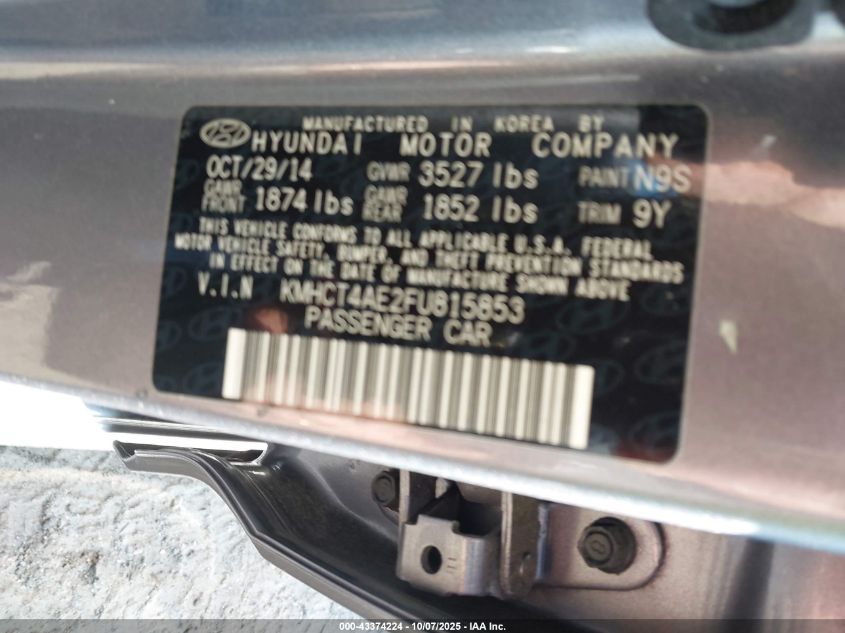 MANUFACTURED IN KOREA BY
HYUNDAI MOTOR COMPANY
OCT/29/14 GVWR 3527 lbs PAINT N9S
GAWR FRONT 1874 lbs GAWR REAR 1852 lbs TRIM 9Y
THIS VEHICLE CONFORMS TO ALL APPLICABLE U.S.A. FEDERAL
MOTOR VEHICLE SAFETY, BUMPER, AND THEFT PREVENTION STANDARDS
IN EFFECT ON THE DATE OF MANUFACTURE SHOWN ABOVE.
V.I.N KMHCT4AE2FU815853
PASSENGER CAR
000-43374224 - 10/07/2025 - IAA Inc.